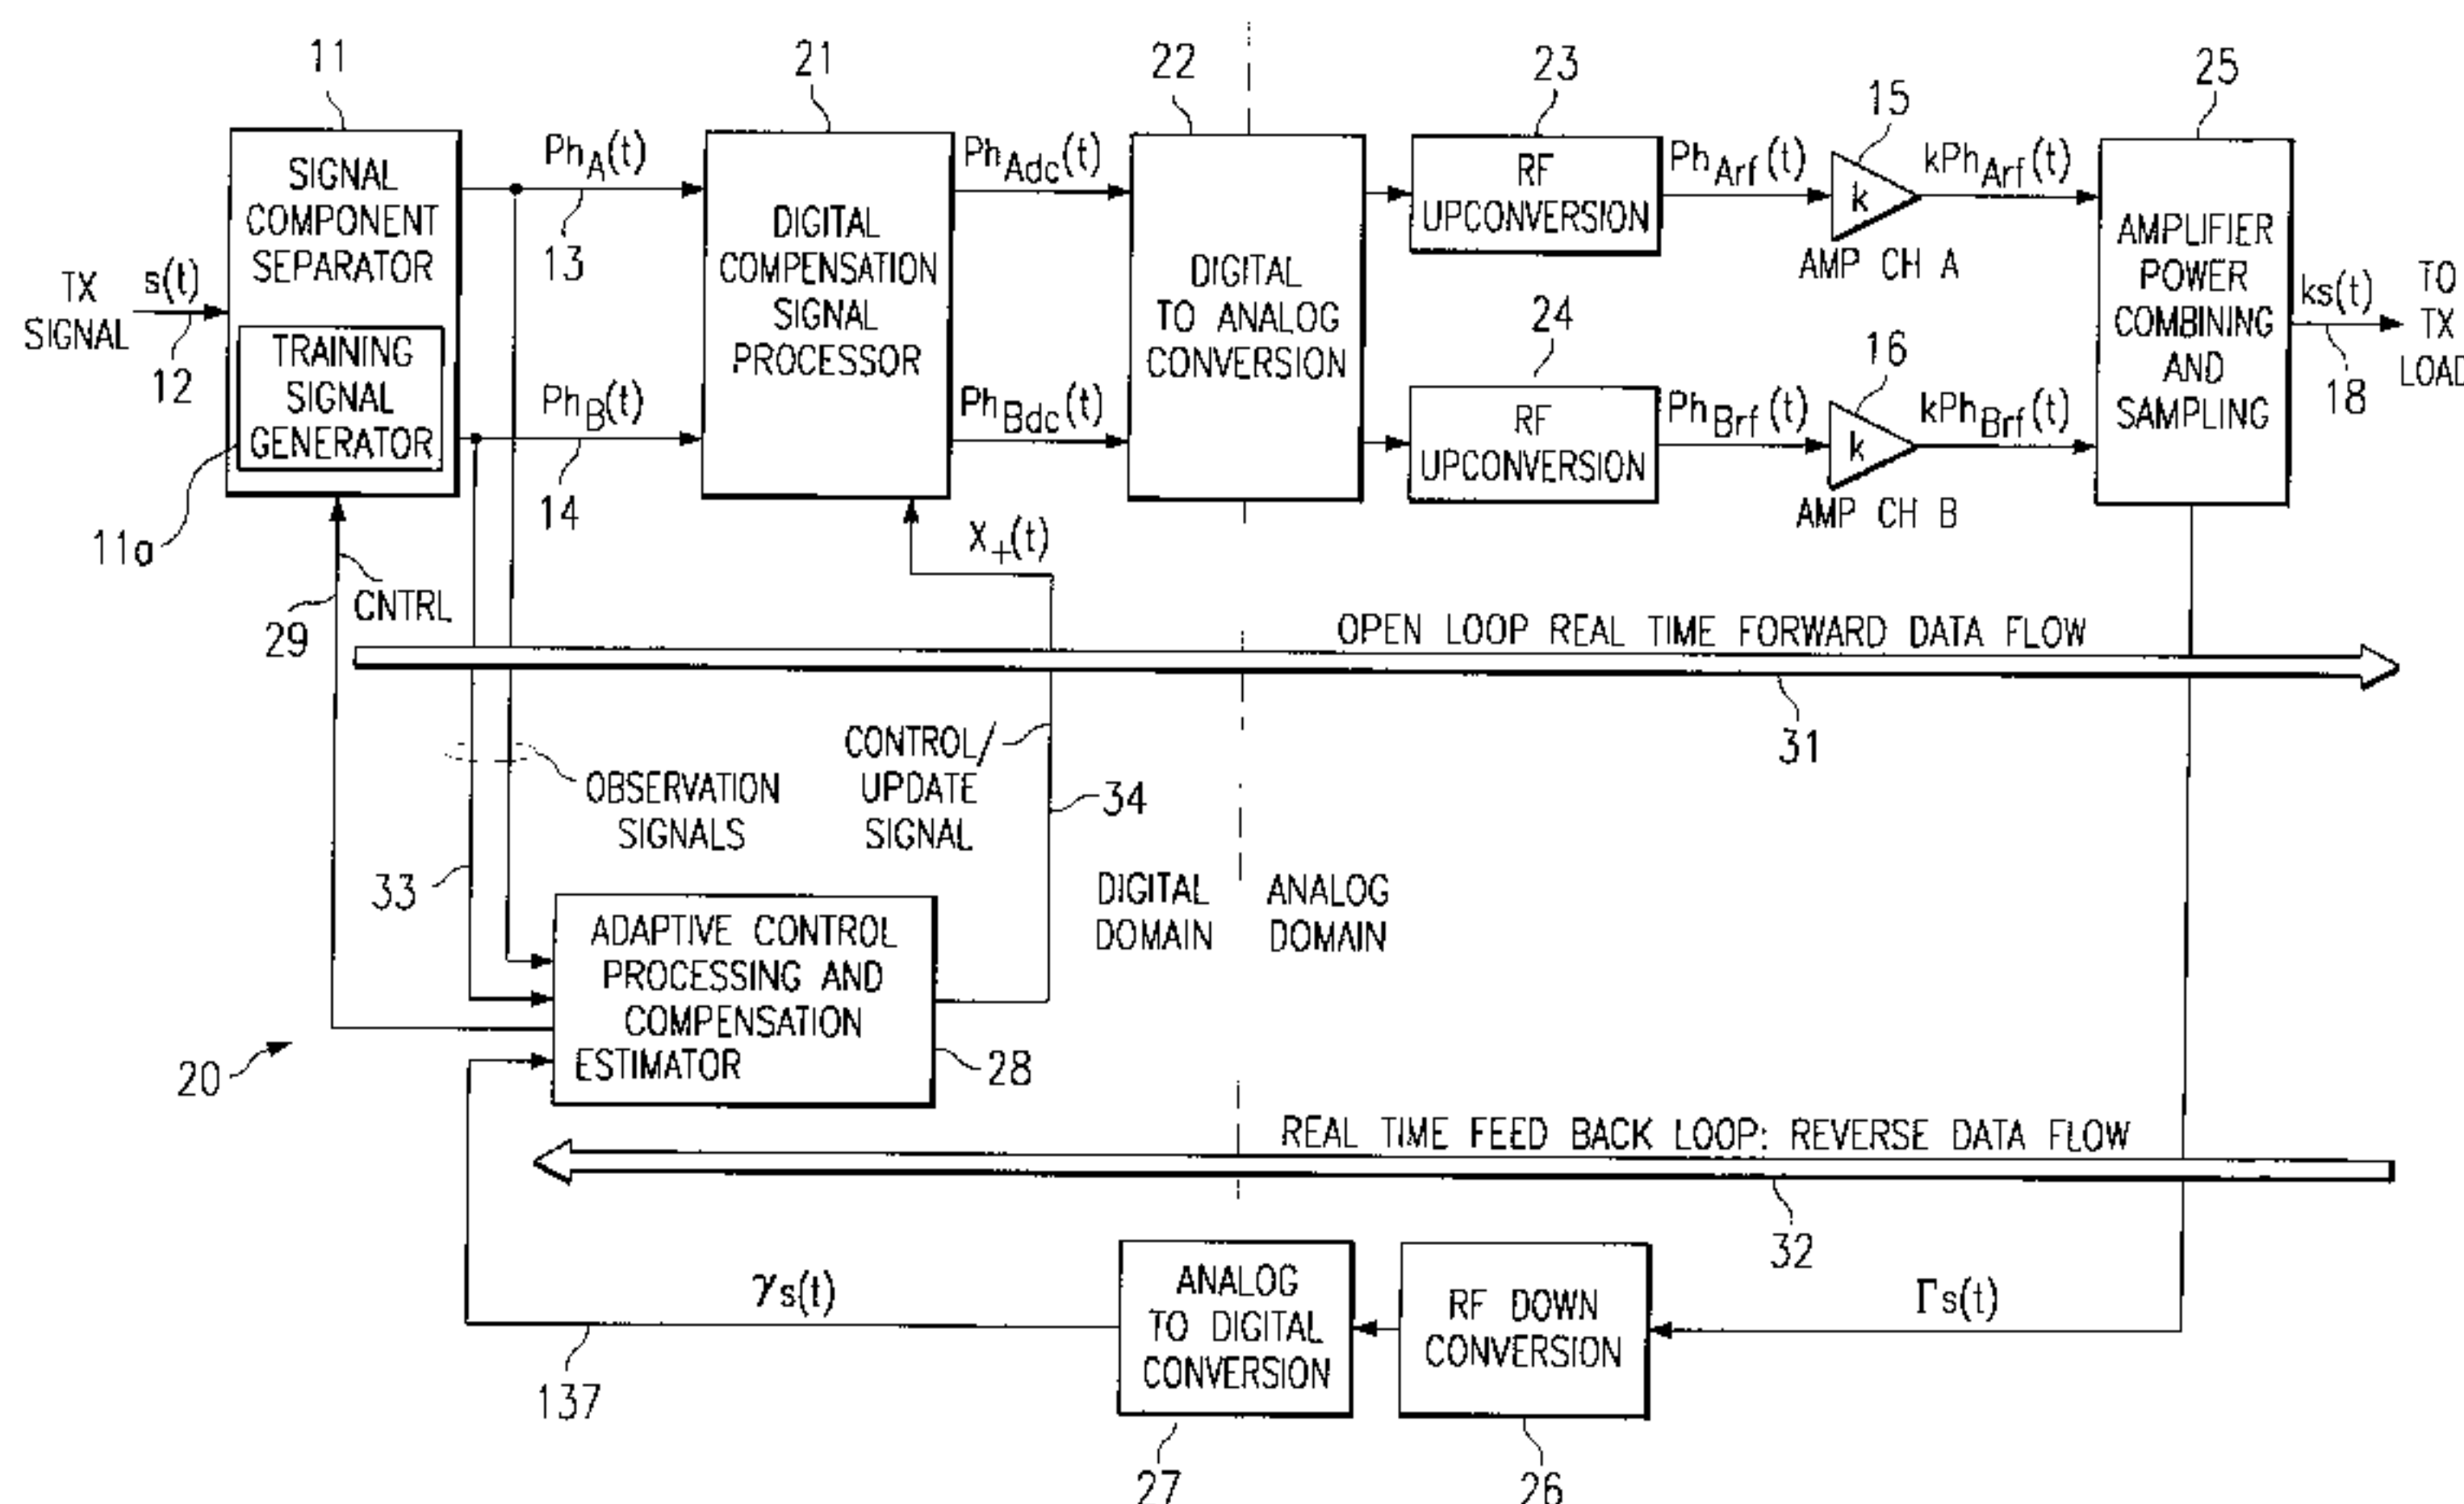 11
21
22
23
15
25
SIGNAL
COMPONENT
SEPARATOR
TX
SIGNAL
s(t)
12
TRAINING
SIGNAL
GENERATOR
11a
PhA(t)
13
PhB(t)
14
DIGITAL
COMPENSATION
SIGNAL
PROCESSOR
PhAdc(t)
PhBdc(t)
DIGITAL
TO ANALOG
CONVERSION
RF
UPCONVERSION
24
RF
UPCONVERSION
PhArf(t)
k
kPhArf(t)
AMP CH A
16
PhBrf(t)
k
kPhBrf(t)
AMP CH B
AMPLIFIER
POWER
COMBINING
AND
SAMPLING
ks(t)
18
TO
TX
LOAD
X+(t)
CNTRL
29
OPEN LOOP REAL TIME FORWARD DATA FLOW
31
OBSERVATION
SIGNALS
CONTROL/
UPDATE
SIGNAL
34
33
DIGITAL
DOMAIN
ANALOG
DOMAIN
ADAPTIVE CONTROL
PROCESSING AND
COMPENSATION
ESTIMATOR
28
20
REAL TIME FEED BACK LOOP: REVERSE DATA FLOW
32
γs(t)
137
ANALOG
TO DIGITAL
CONVERSION
27
RF DOWN
CONVERSION
26
Γs(t)